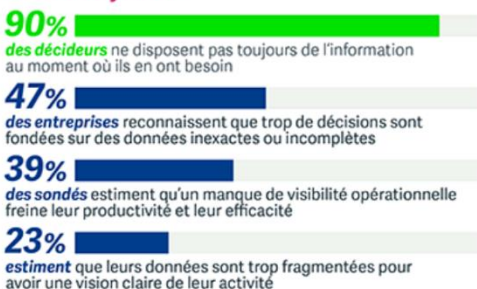 90%
des décideurs ne disposent pas toujours de l'information
au moment où ils en ont besoin
47%
des entreprises reconnaissent que trop de décisions sont
fondées sur des données inexactes ou incomplètes
39%
des sondés estiment qu'un manque de visibilité opérationnelle
freine leur productivité et leur efficacité
23%
estiment que leurs données sont trop fragmentées pour
avoir une vision claire de leur activité